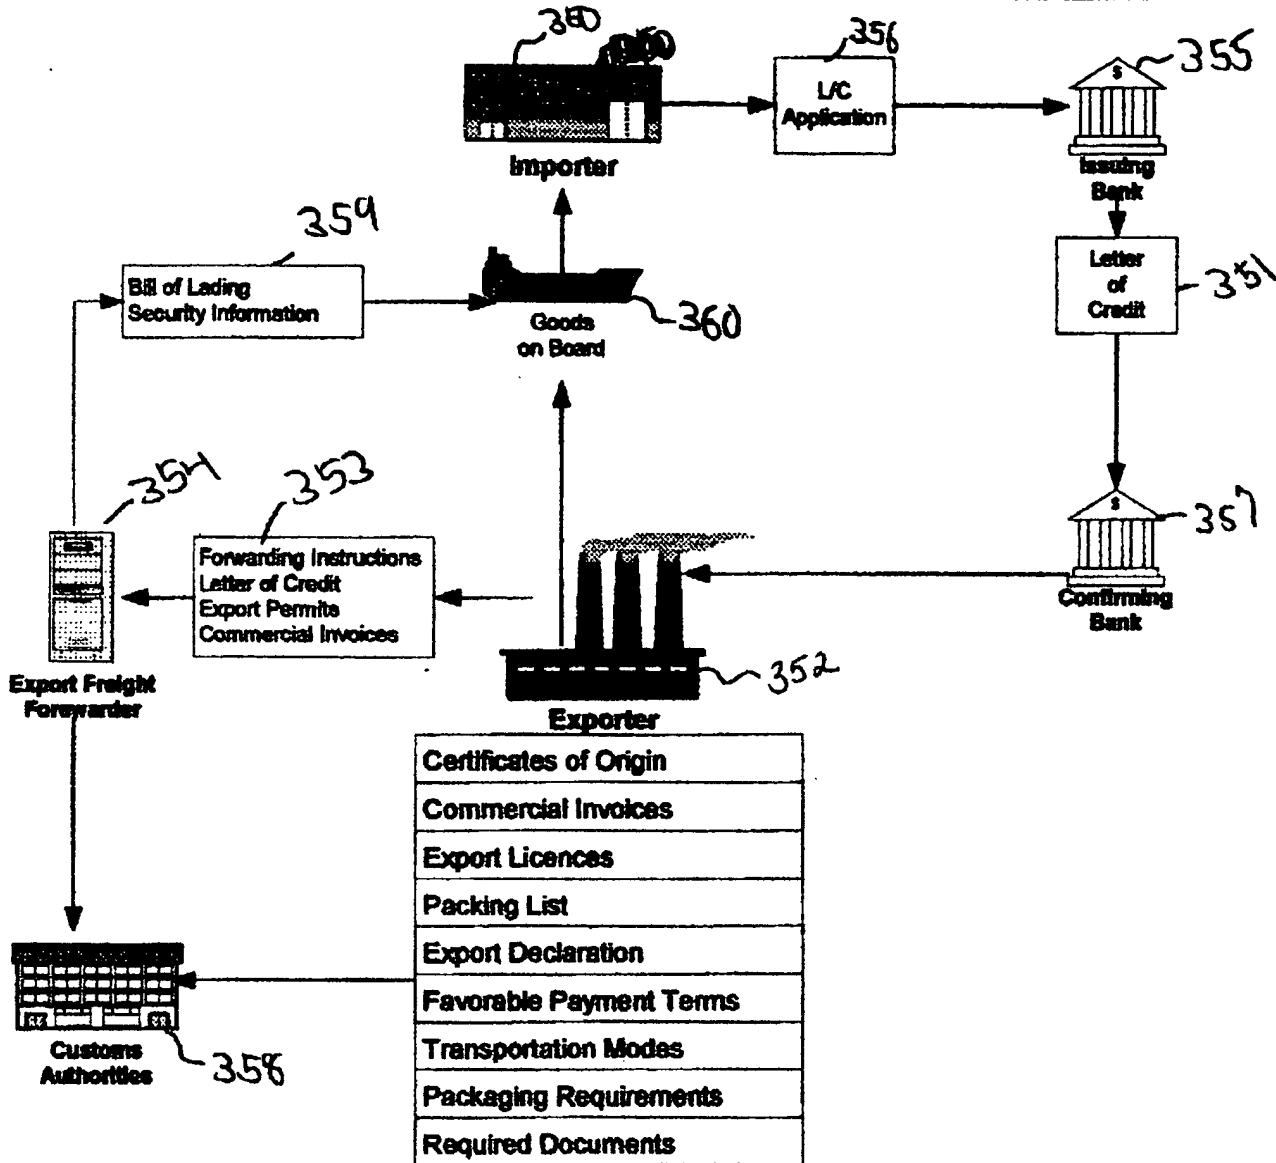 380
356
355
L/C
Application
Importer
Issuing
Bank
359
Bill of Lading
Security Information
Goods
on Board
360
Letter
of
Credit
351
354
353
Forwarding Instructions
Letter of Credit
Export Permits
Commercial Invoices
357
Confirming
Bank
Export Freight
Forewarder
352
Exporter
Certificates of Origin
Commercial Invoices
Export Licences
Packing List
Export Declaration
Favorable Payment Terms
Transportation Modes
Packaging Requirements
Required Documents
Customs
Authorities
358